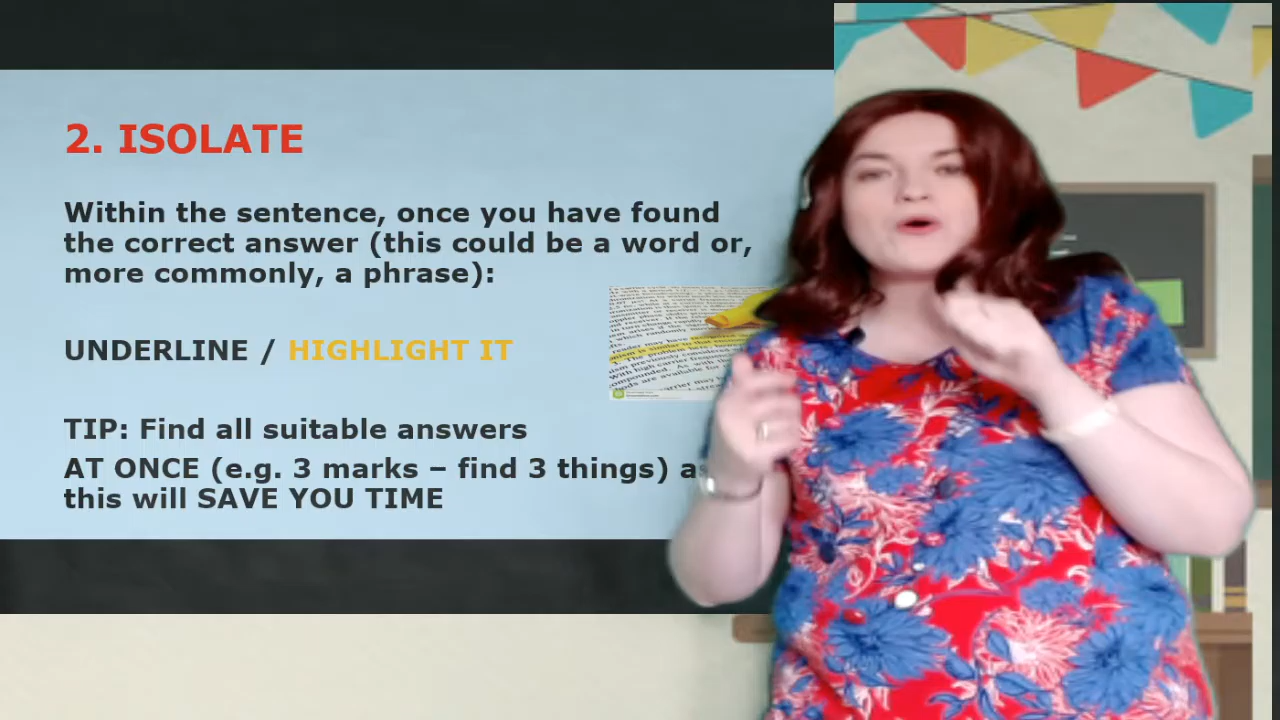 2. ISOLATE
Within the sentence, once you have found
the correct answer (this could be a word or,
more commonly, a phrase):
UNDERLINE / HIGHLIGHT IT
TIP: Find all suitable answers
AT ONCE (e.g. 3 marks – find 3 things)
this will SAVE YOU TIME